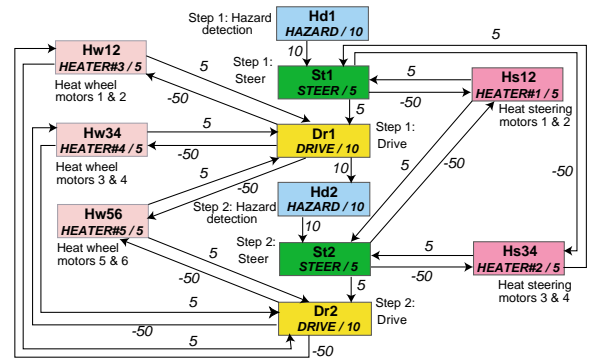 Step 1: Hazard
detection
Hd1
HAZARD / 10
5
Hw12
HEATER#3 / 5
Heat wheel
motors 1 & 2
5
-50
10
Step 1:
Steer
St1
STEER / 5
5
-50
Hs12
HEATER#1 / 5
Heat steering
motors 1 & 2
5
Hw34
HEATER#4 / 5
Heat wheel
motors 3 & 4
5
-50
Dr1
DRIVE / 10
Step 1:
Drive
5
-50
-50
10
5
-50
Hd2
HAZARD / 10
Step 2: Hazard
detection
10
Hw56
HEATER#5 / 5
Heat wheel
motors 5 & 6
5
-50
Step 2:
Steer
St2
STEER / 5
5
-50
Hs34
HEATER#2 / 5
Heat steering
motors 3 & 4
5
5
-50
5
Dr2
DRIVE / 10
Step 2:
Drive
-50